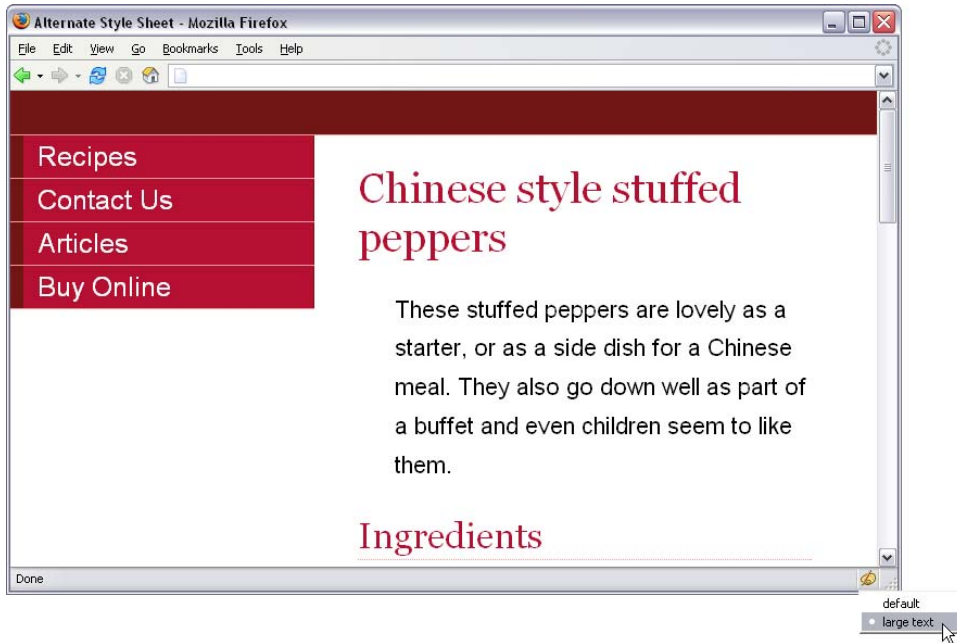 Alternate Style Sheet - Mozilla Firefox
File Edit View Go Bookmarks Tools Help
Recipes
Contact Us
Articles
Buy Online
Chinese style stuffed
peppers
These stuffed peppers are lovely as a
starter, or as a side dish for a Chinese
meal. They also go down well as part of
a buffet and even children seem to like
them.
Ingredients
Done
default
large text